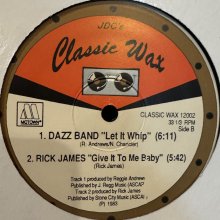 JDC's
Classic Wax
MOTOWN
CLASSIC WAX 12002
33 1/3 RPM
Side B
1. DAZZ BAND "Let It Whip" (6:11)
(R. Andrews/N. Chancler)
2. RICK JAMES "Give It To Me Baby" (5:42)
(Rick James)
Track 1 produced by Reggie Andrews
Published by J. Regg Music (ASCAP)
Track 2 produced by Rick James
Published by Stone City Music (ASCAP)
(P) 1983